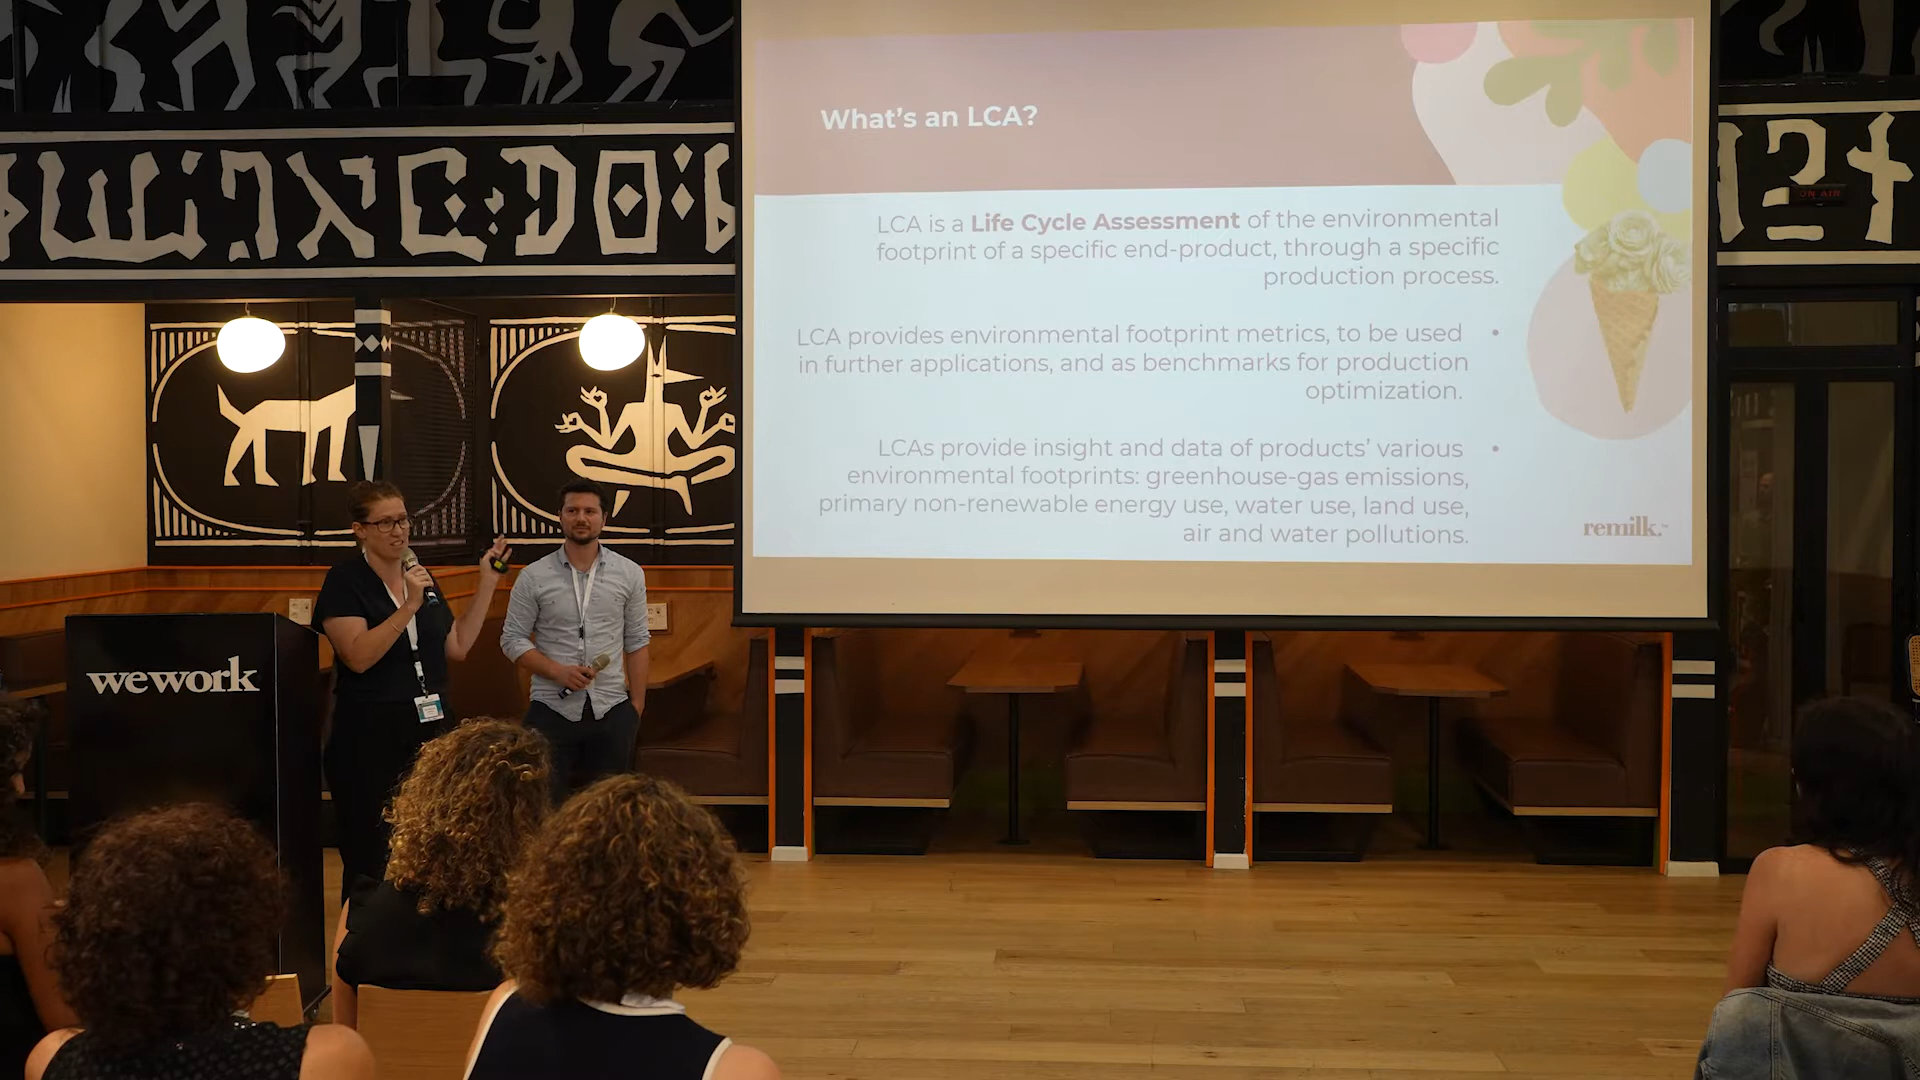 What's an LCA?
LCA is a Life Cycle Assessment of the environmental
footprint of a specific end-product, through a specific
production process.
LCA provides environmental footprint metrics, to be used •
in further applications, and as benchmarks for production
optimization.
LCAs provide insight and data of products' various •
environmental footprints: greenhouse-gas emissions,
primary non-renewable energy use, water use, land use,
air and water pollutions.
remilk.™
wework
ON AIR